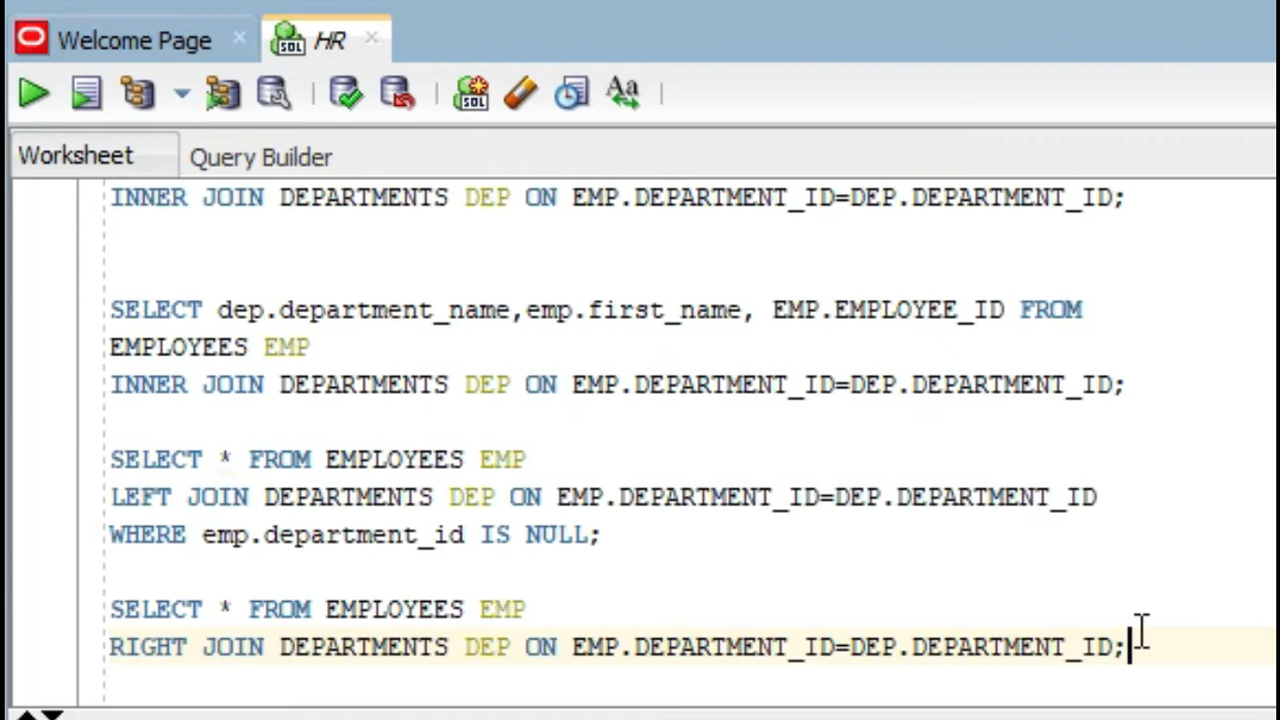 Welcome Page
SQL HR
SQL Aa
Worksheet Query Builder
INNER JOIN DEPARTMENTS DEP ON EMP.DEPARTMENT_ID=DEP.DEPARTMENT_ID;
SELECT dep.department_name,emp.first_name, EMP.EMPLOYEE_ID FROM
EMPLOYEES EMP
INNER JOIN DEPARTMENTS DEP ON EMP.DEPARTMENT_ID=DEP.DEPARTMENT_ID;
SELECT * FROM EMPLOYEES EMP
LEFT JOIN DEPARTMENTS DEP ON EMP.DEPARTMENT_ID=DEP.DEPARTMENT_ID
WHERE emp.department_id IS NULL;
SELECT * FROM EMPLOYEES EMP
RIGHT JOIN DEPARTMENTS DEP ON EMP.DEPARTMENT_ID=DEP.DEPARTMENT_ID;